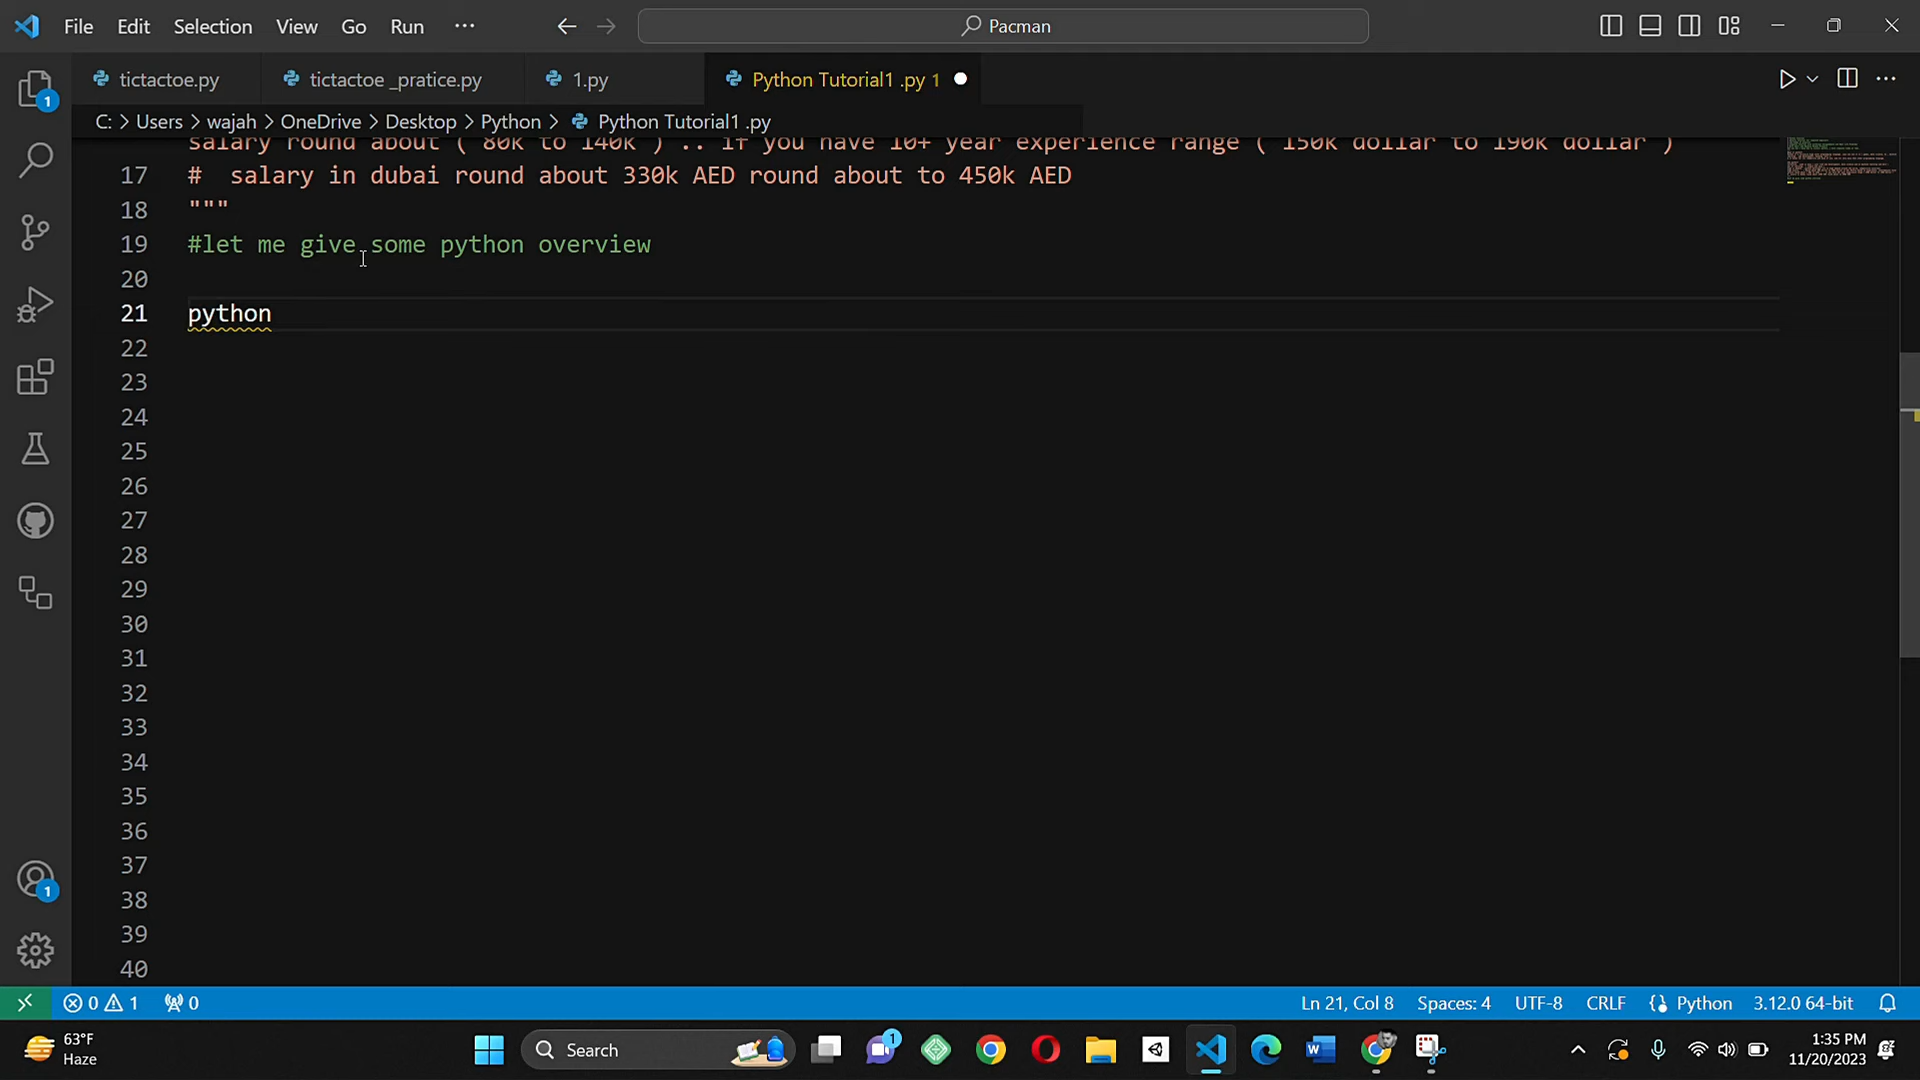 File Edit Selection View Go Run ··· Pacman
tictactoe.py tictactoe _pratice.py 1.py Python Tutorial1 .py 1
C: > Users > wajah > OneDrive > Desktop > Python > Python Tutorial1 .py
salary round about ( 80k to 140k ) .. if you have 10+ year experience range ( 150k dollar to 190k dollar )
17 #  salary in dubai round about 330k AED round about to 450k AED
18 """
19 #let me give some python overview
20
21 python
22
23
24
25
26
27
28
29
30
31
32
33
34
35
36
37
38
39
40
1
1
0 1 0 Ln 21, Col 8 Spaces: 4 UTF-8 CRLF Python 3.12.0 64-bit
63°F
Haze
Search
1
1:35 PM
11/20/2023